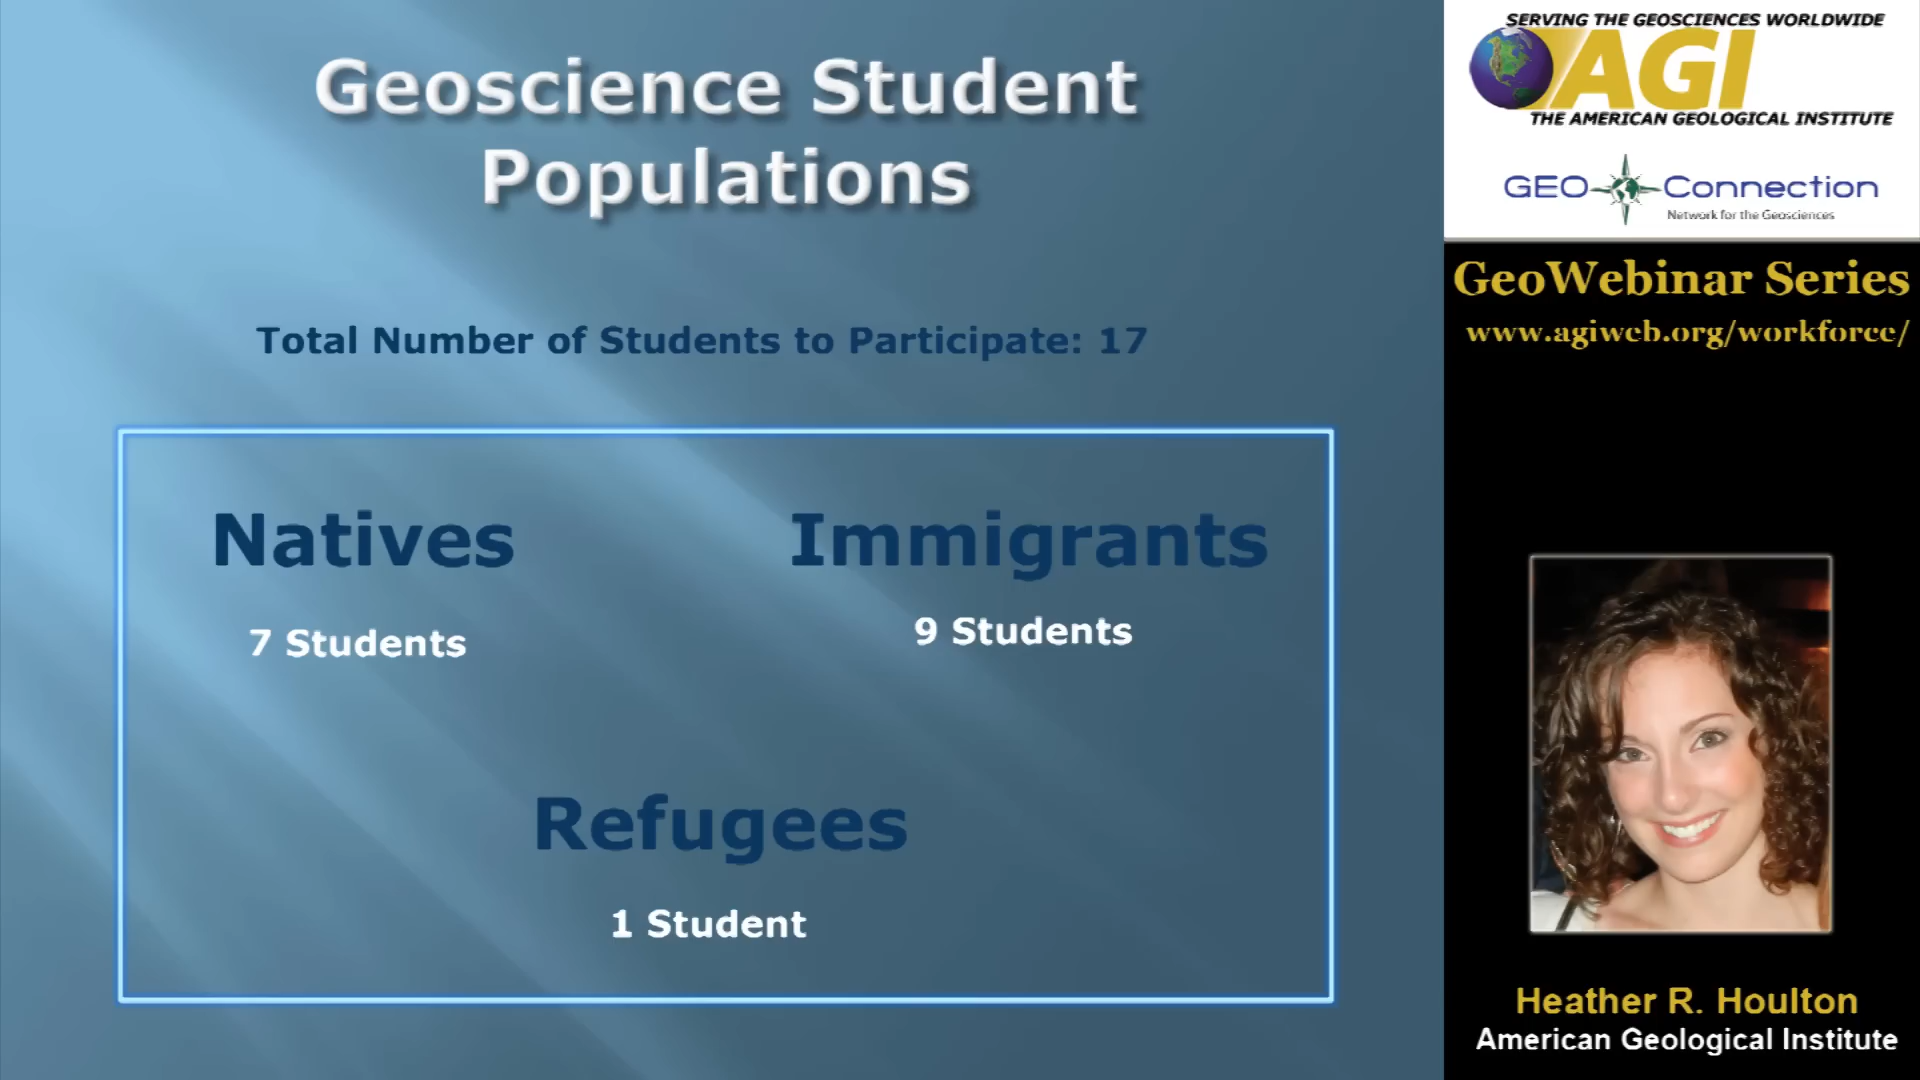 Geoscience Student
Populations
Total Number of Students to Participate: 17
Natives
7 Students
Immigrants
9 Students
Refugees
1 Student
SERVING THE GEOSCIENCES WORLDWIDE
AGI
THE AMERICAN GEOLOGICAL INSTITUTE
GEO Connection
Network for the Geosciences
GeoWebinar Series
www.agiweb.org/workforce/
Heather R. Houlton
American Geological Institute